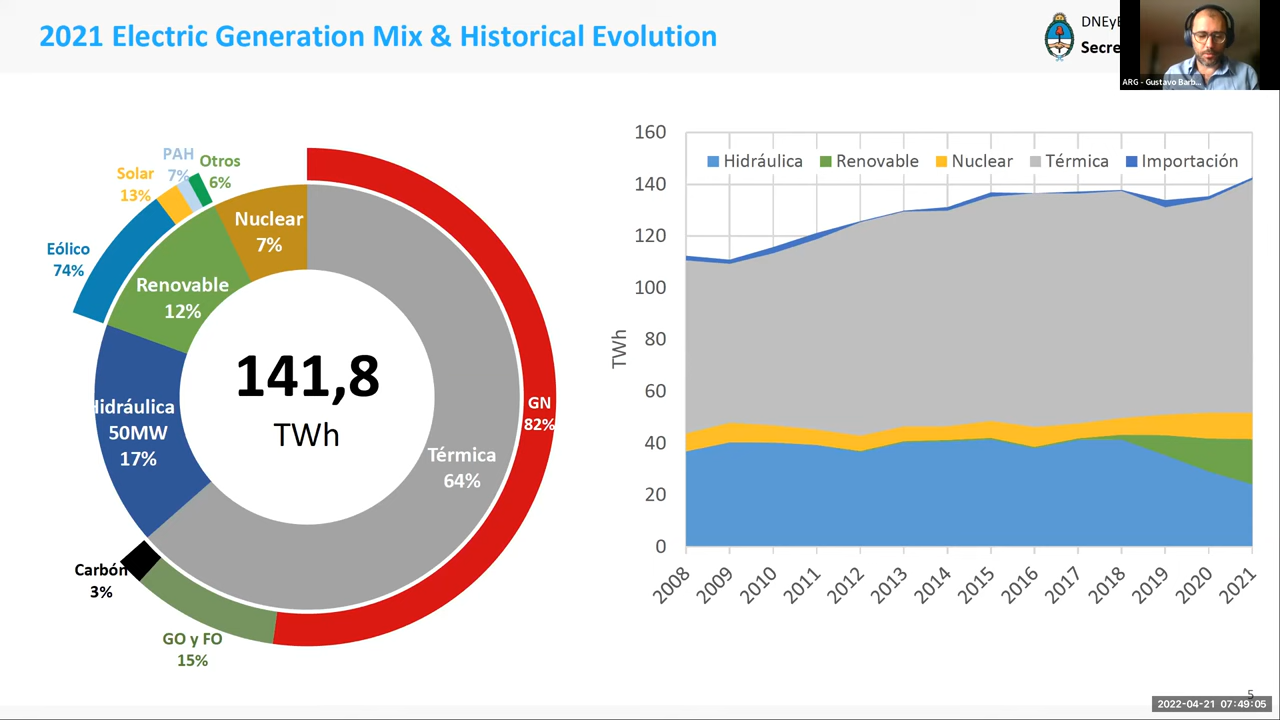 2021 Electric Generation Mix & Historical Evolution
ARG - Gustavo Barb...
PAH
7%
Otros
6%
Solar
13%
Eólico
74%
Nuclear
7%
Renovable
12%
141,8
TWh
Hidráulica
50MW
17%
GN
82%
Térmica
64%
Carbón
3%
GO y FO
15%
Hidráulica Renovable Nuclear Térmica Importación
TWh
160
140
120
100
80
60
40
20
0
2008 2009 2010 2011 2012 2013 2014 2015 2016 2017 2018 2019 2020 2021
5
2022-04-21 07:49:05